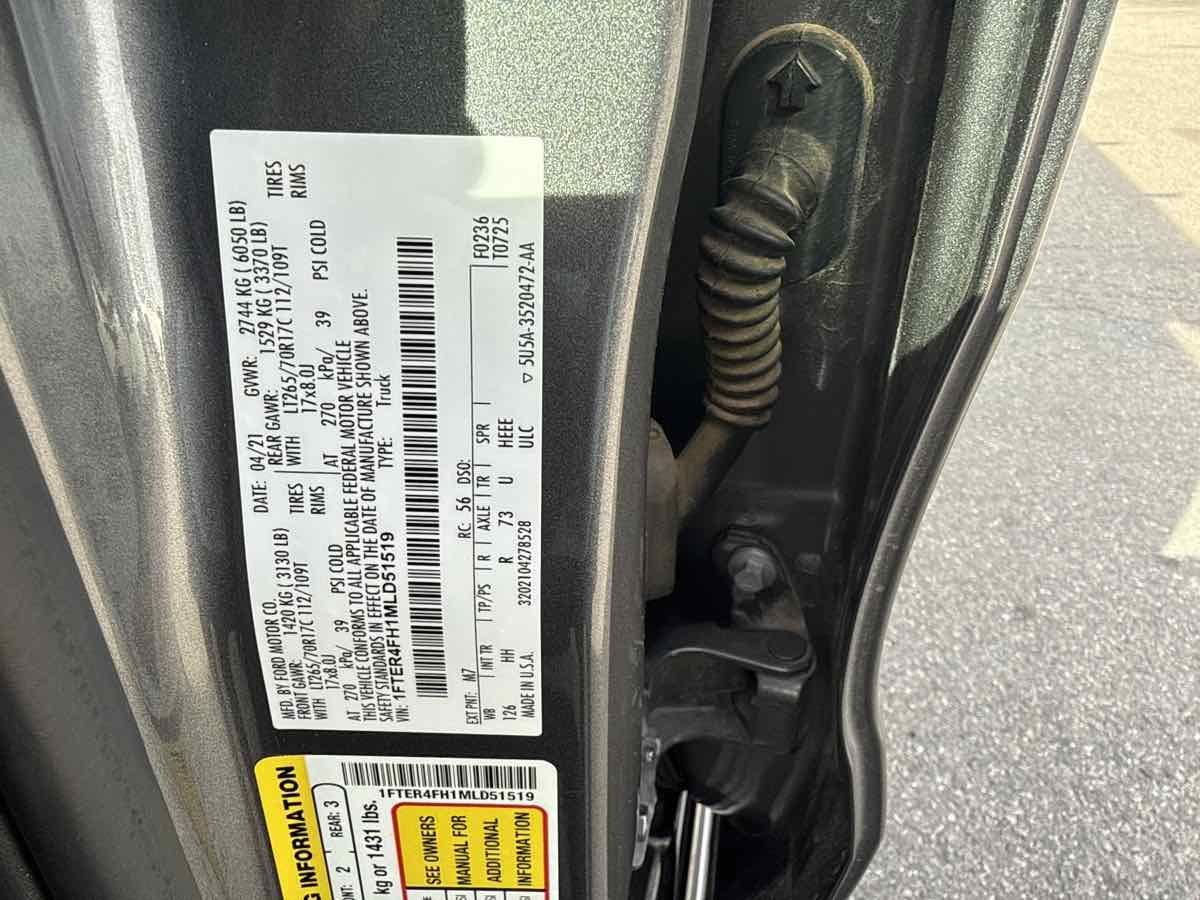 MFD. BY FORD MOTOR CO. DATE: 04/21 GVWR: 2744 KG ( 6050 LB)
FRONT GAWR: 1420 KG ( 3130 LB) REAR GAWR: 1529 KG ( 3370 LB)
WITH LT265/70R17C 112/109T TIRES WITH LT265/70R17C 112/109T TIRES
17x8.0J RIMS 17x8.0J RIMS
AT 270 kPa/ 39 PSI COLD AT 270 kPa/ 39 PSI COLD
THIS VEHICLE CONFORMS TO ALL APPLICABLE FEDERAL MOTOR VEHICLE
SAFETY STANDARDS IN EFFECT ON THE DATE OF MANUFACTURE SHOWN ABOVE.
VIN: 1FTER4FH1MLD51519 TYPE: Truck
EXT PNT: M7 RC: 56 DSO:
WB INT TR TP/PS R AXLE TR SPR F0236
126 HH R 73 U HEEE T0725
MADE IN U.S.A. 3202104278528 ULC ▽ 5U5A-3520472-AA
1FTER4FH1MLD51519
INFORMATION
2 REAR: 3
kg or 1431 lbs.
SEE OWNERS
MANUAL FOR
ADDITIONAL
INFORMATION